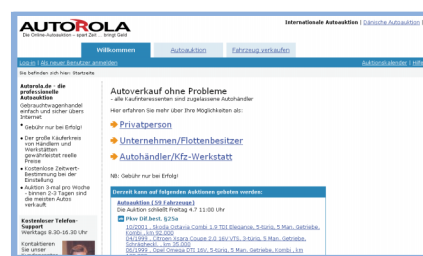 AUTOROLA
Die Online-Autoauktion - spart Zeit ... bringt Geld
Internationale Autoauktion | Dänische Autoauktion |
Willkommen
Autoauktion
Fahrzeug verkaufen
Log-in | Als neuer Benutzer anmelden
Auktionskalender | Hilfe
Sie befinden sich hier: Startseite
Autorola.de - die
professionelle
Autoauktion
Gebrauchtwagenhandel
einfach und sicher übers
Internet
• Gebühr nur bei Erfolg!
• Der große Käuferkreis
von Händlern und
Werkstätten
gewährleistet reelle
Preise
• Kostenlose Zeitwert-
Bestimmung bei der
Einstellung
• Auktion 3-mal pro Woche
- binnen 2-3 Tagen sind
die meisten Autos
verkauft
Kostenloser Telefon-
Support
Werktags 8.30-16.30 Uhr
Kontaktieren
Sie unser
Autoverkauf ohne Probleme
- alle Kaufinteressenten sind zugelassene Autohändler
Hier erfahren Sie mehr über Ihre Möglichkeiten als:
Privatperson
Unternehmen/Flottenbesitzer
Autohändler/Kfz-Werkstatt
NB: Gebühr nur bei Erfolg!
Derzeit kann auf folgenden Auktionen geboten werden:
Autoauktion (59 Fahrzeuge)
Die Auktion schließt Freitag 4.7 11:00 Uhr
Pkw Dif.best. §25a
10/2001 , Skoda Octavia Combi 1.9 TDI Elegance, 5-türig, 5 Man. Getriebe,
Kombi , km 92.000
04/1999 , Citroen Xsara Coupe 2.0 16V VTS, 3-türig, 5 Man. Getriebe,
Schrägheck , km 35.000
06/1999 , Opel Omega DTI 16V, 5-türig, 5 Man. Getriebe, Kombi , km